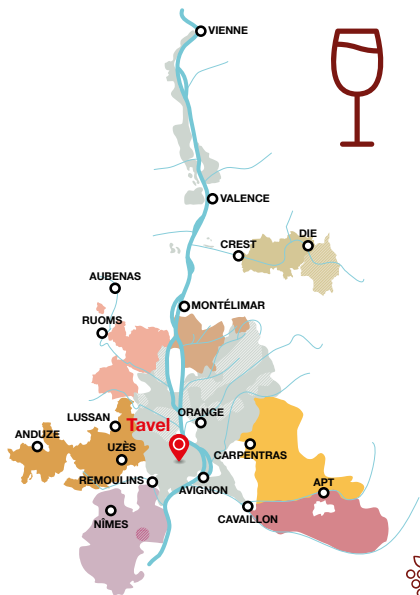 VIENNE
VALENCE
DIE
CREST
AUBENAS
MONTÉLIMAR
RUOMS
ORANGE
LUSSAN
Tavel
ANDUZE
UZÈS
CARPENTRAS
REMOULINS
AVIGNON
APT
CAVAILLON
NÎMES